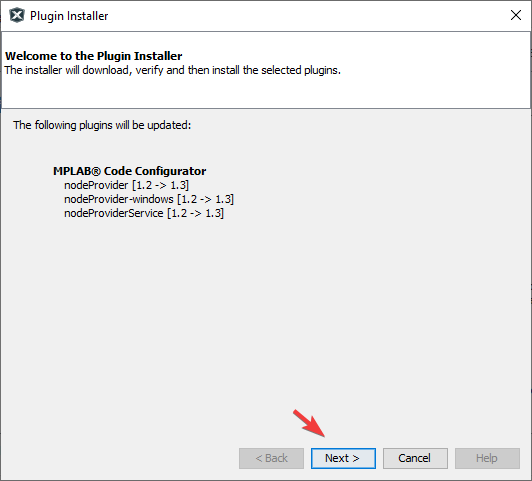 Plugin Installer
Welcome to the Plugin Installer
The installer will download, verify and then install the selected plugins.
The following plugins will be updated:
MPLAB® Code Configurator
nodeProvider [1.2 -> 1.3]
nodeProvider-windows [1.2 -> 1.3]
nodeProviderService [1.2 -> 1.3]
< Back
Next >
Cancel
Help